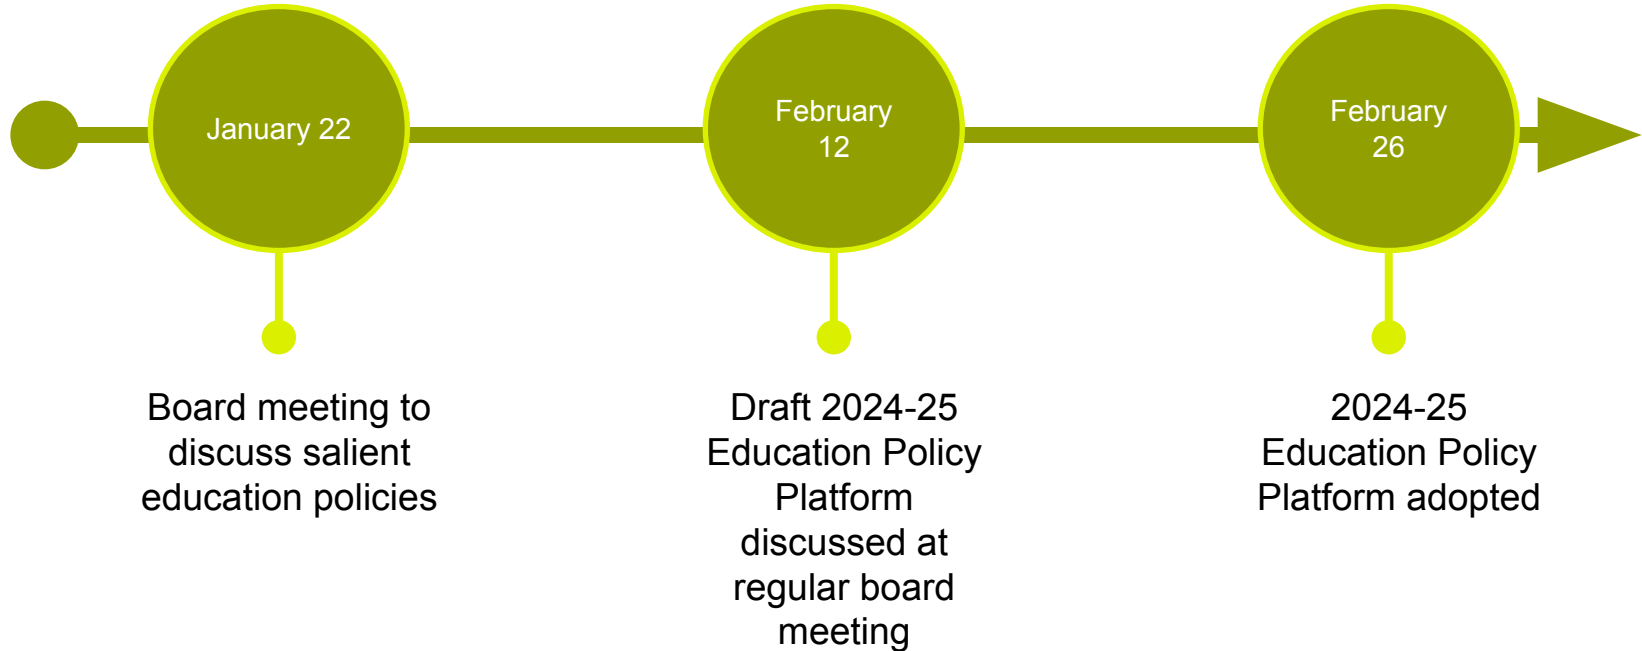 January 22
February
12
February
26
Board meeting to
discuss salient
education policies
Draft 2024-25
Education Policy
Platform
discussed at
regular board
meeting
2024-25
Education Policy
Platform adopted